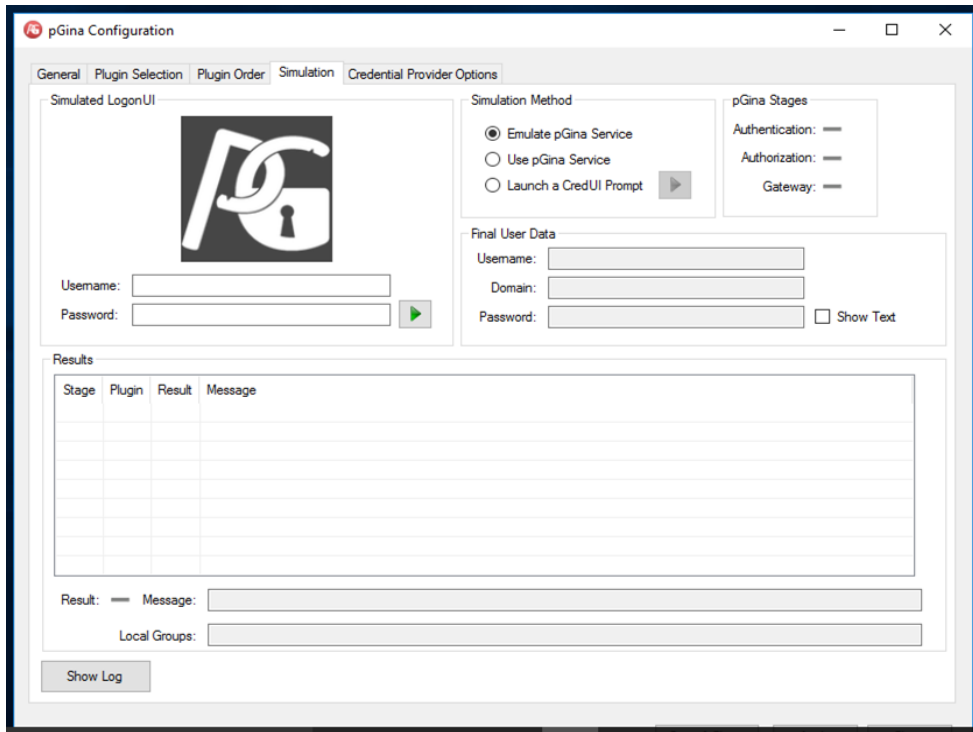 pGina Configuration
General Plugin Selection Plugin Order Simulation Credential Provider Options
Simulated LogonUI
Username:
Password:
Simulation Method
Emulate pGina Service
Use pGina Service
Launch a CredUI Prompt
pGina Stages
Authentication:
Authorization:
Gateway:
Final User Data
Username:
Domain:
Password:
Show Text
Results
Stage Plugin Result Message
Result: Message:
Local Groups:
Show Log